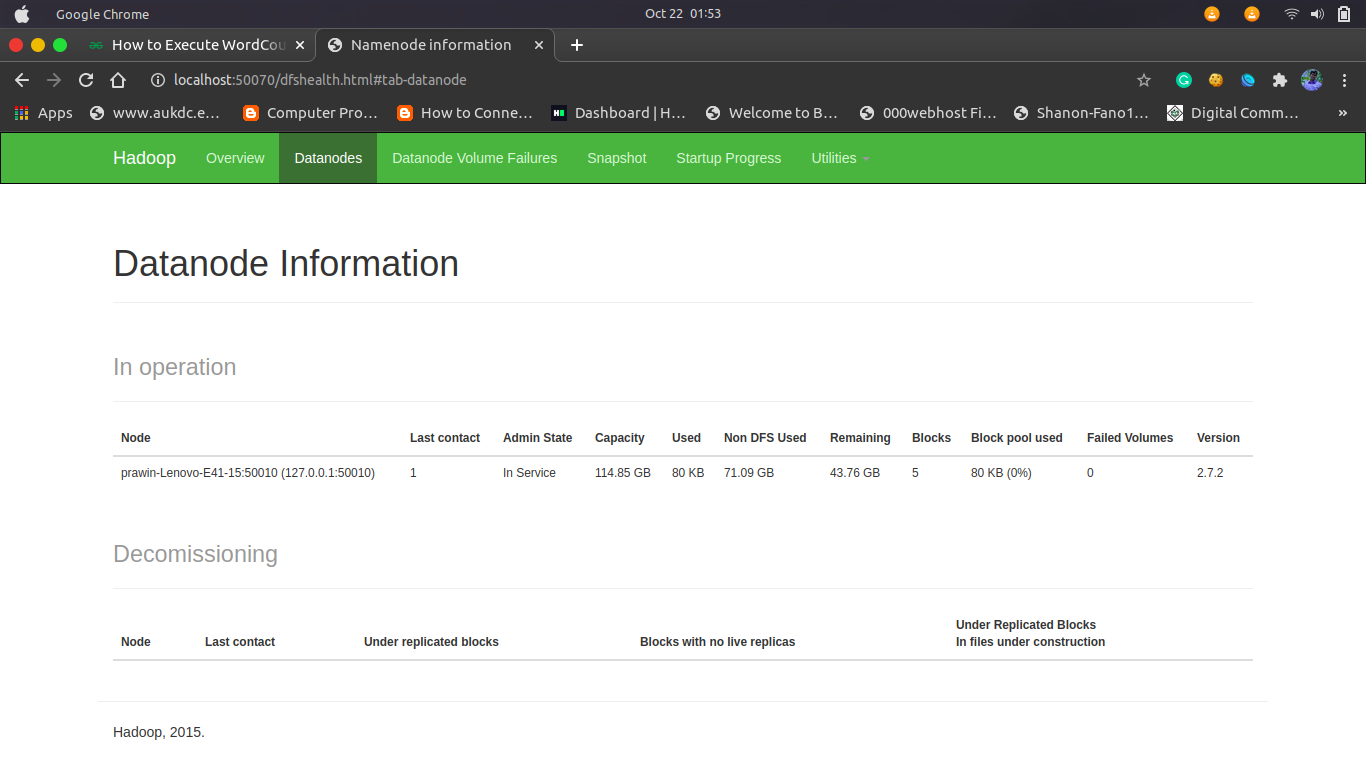 Google Chrome Oct 22 01:53
How to Execute WordCou Namenode information
localhost:50070/dfshealth.html#tab-datanode
Apps www.aukdc.e... Computer Pro... How to Conne... Dashboard | H... Welcome to B... 000webhost Fi... Shanon-Fano1... Digital Comm... »
Hadoop Overview Datanodes Datanode Volume Failures Snapshot Startup Progress Utilities
Datanode Information
In operation
Node Last contact Admin State Capacity Used Non DFS Used Remaining Blocks Block pool used Failed Volumes Version
prawin-Lenovo-E41-15:50010 (127.0.0.1:50010) 1 In Service 114.85 GB 80 KB 71.09 GB 43.76 GB 5 80 KB (0%) 0 2.7.2
Decomissioning
Node Last contact Under replicated blocks Blocks with no live replicas Under Replicated Blocks
In files under construction
Hadoop, 2015.